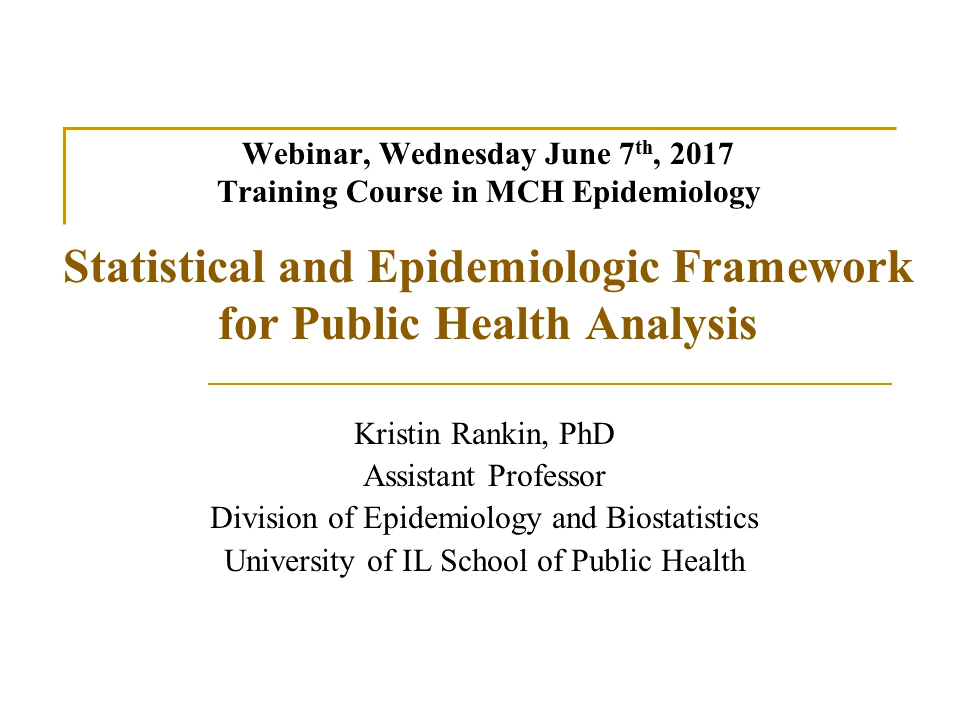 Webinar, Wednesday June 7th, 2017
Training Course in MCH Epidemiology
Statistical and Epidemiologic Framework
for Public Health Analysis
Kristin Rankin, PhD
Assistant Professor
Division of Epidemiology and Biostatistics
University of IL School of Public Health